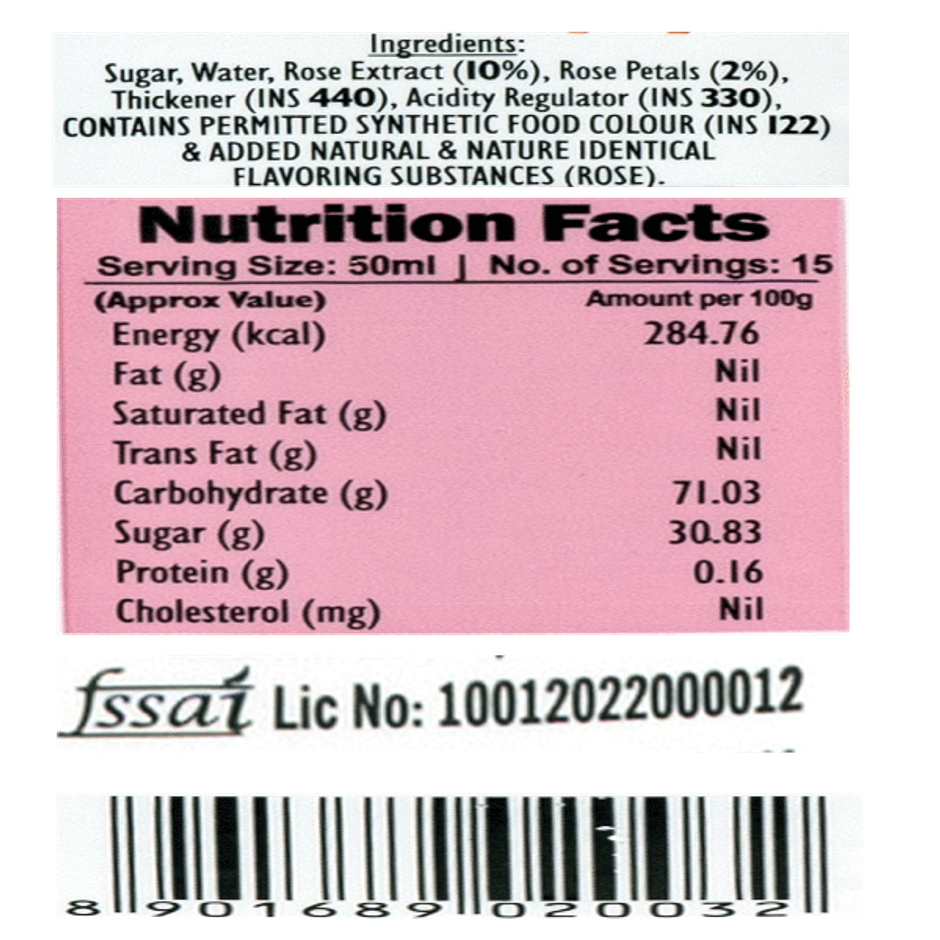 Ingredients:
Sugar, Water, Rose Extract (10%), Rose Petals (2%),
Thickener (INS 440), Acidity Regulator (INS 330),
CONTAINS PERMITTED SYNTHETIC FOOD COLOUR (INS 122)
& ADDED NATURAL & NATURE IDENTICAL
FLAVORING SUBSTANCES (ROSE).
Nutrition Facts
Serving Size: 50ml | No. of Servings: 15
(Approx Value) Amount per 100g
Energy (kcal) 284.76
Fat (g) Nil
Saturated Fat (g) Nil
Trans Fat (g) Nil
Carbohydrate (g) 71.03
Sugar (g) 30.83
Protein (g) 0.16
Cholesterol (mg) Nil
fssai Lic No: 10012022000012
8 901689 020032